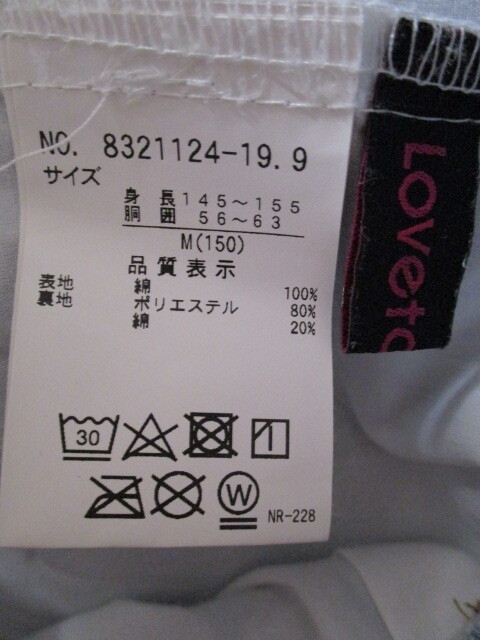 NO. 8321124-19.9
サイズ
身 長 145～155
胴 囲 56～63
M(150)
品質表示
表地 綿 100%
裏地 ポリエステル 80%
綿 20%
30
W
NR-228
Loveto